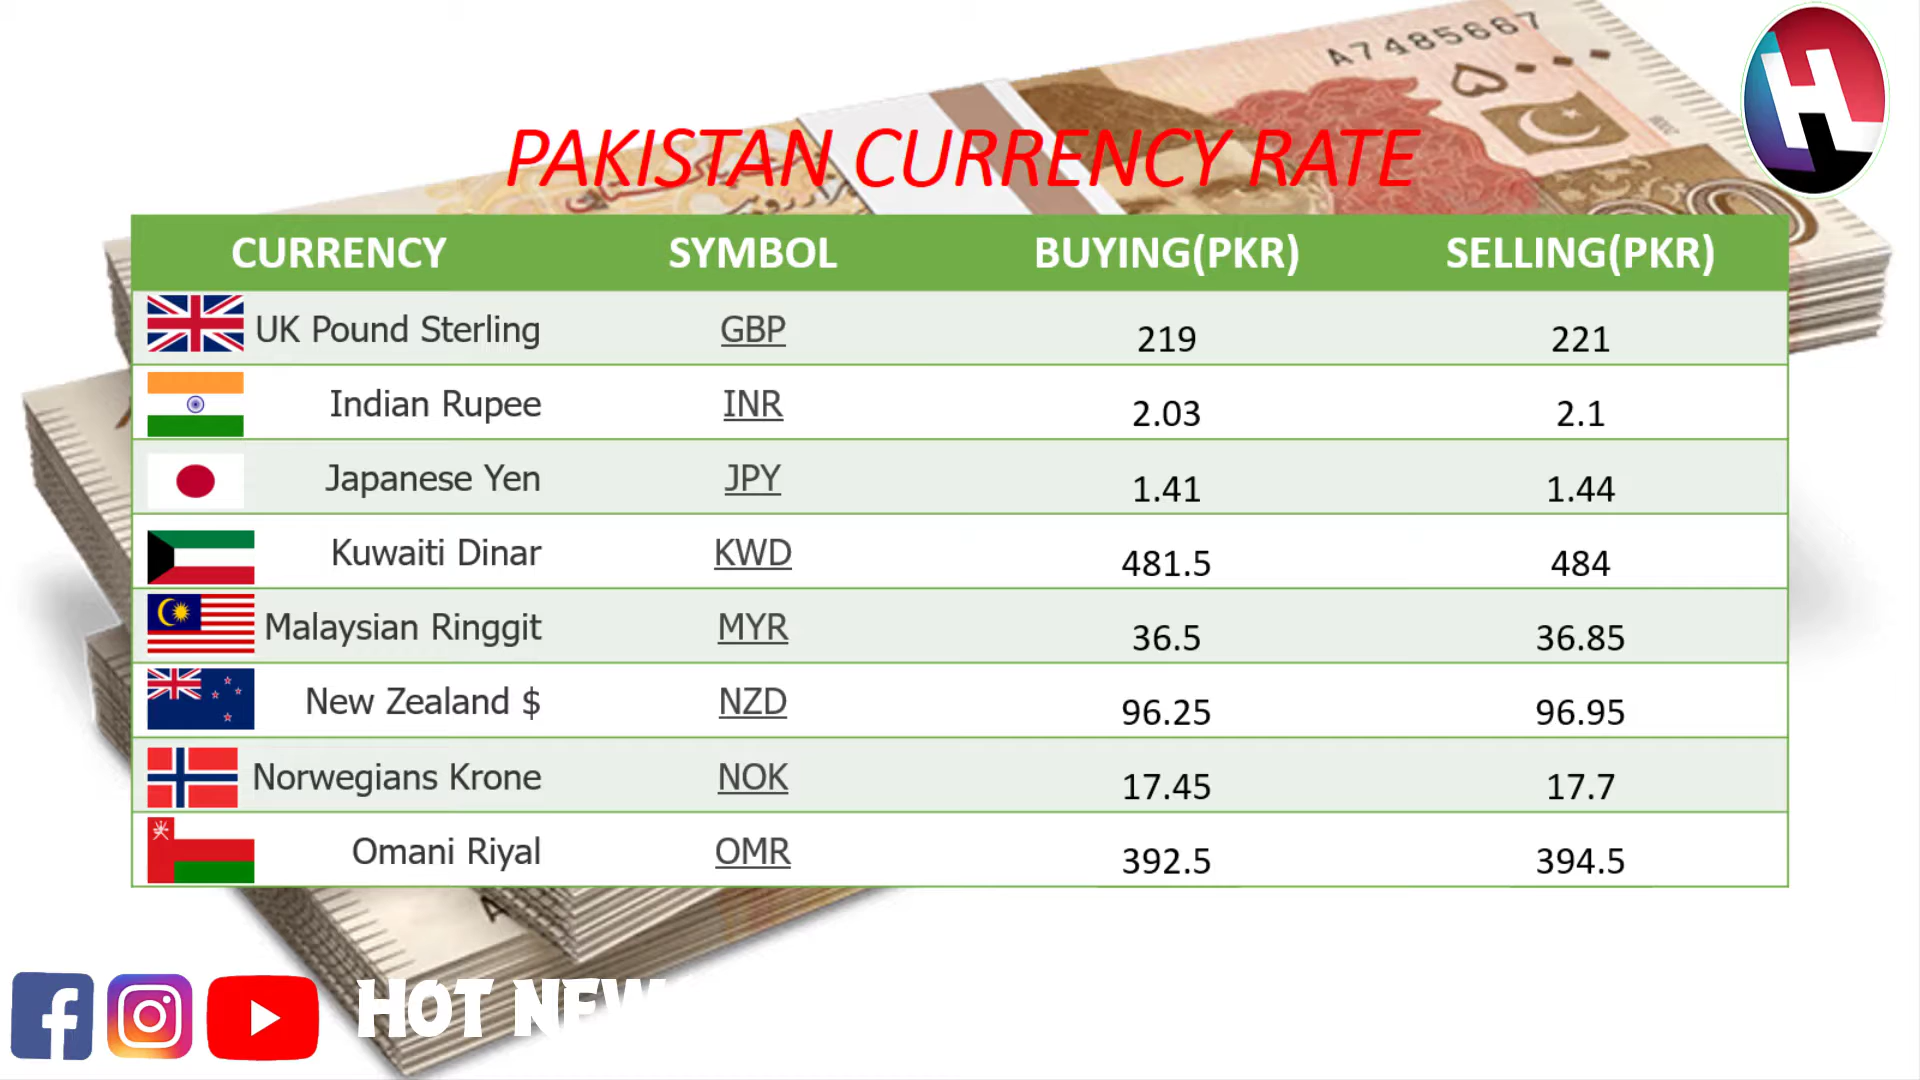 A7485667
۵۰۰۰
PAKISTAN CURRENCY RATE
CURRENCY SYMBOL BUYING(PKR) SELLING(PKR)
UK Pound Sterling GBP 219 221
Indian Rupee INR 2.03 2.1
Japanese Yen JPY 1.41 1.44
Kuwaiti Dinar KWD 481.5 484
Malaysian Ringgit MYR 36.5 36.85
New Zealand $ NZD 96.25 96.95
Norwegians Krone NOK 17.45 17.7
Omani Riyal OMR 392.5 394.5
HOT NEW